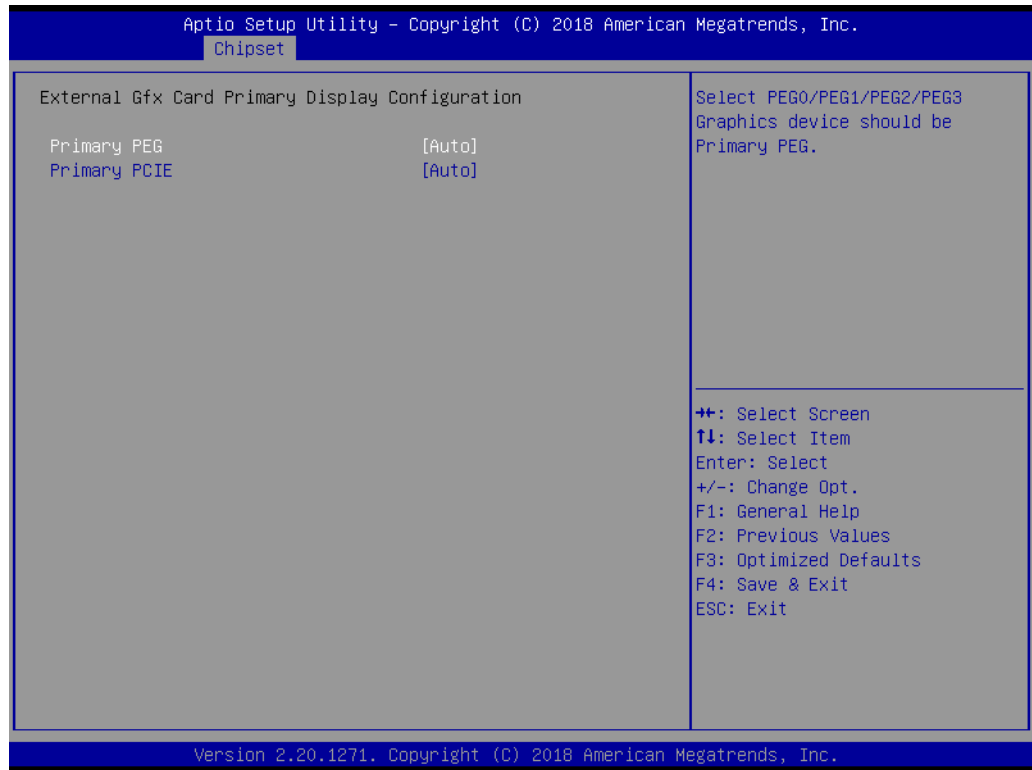 Aptio Setup Utility – Copyright (C) 2018 American Megatrends, Inc.
Chipset
External Gfx Card Primary Display Configuration
Primary PEG [Auto]
Primary PCIE [Auto]
Select PEG0/PEG1/PEG2/PEG3
Graphics device should be
Primary PEG.
→←: Select Screen
↑↓: Select Item
Enter: Select
+/-: Change Opt.
F1: General Help
F2: Previous Values
F3: Optimized Defaults
F4: Save & Exit
ESC: Exit
Version 2.20.1271. Copyright (C) 2018 American Megatrends, Inc.